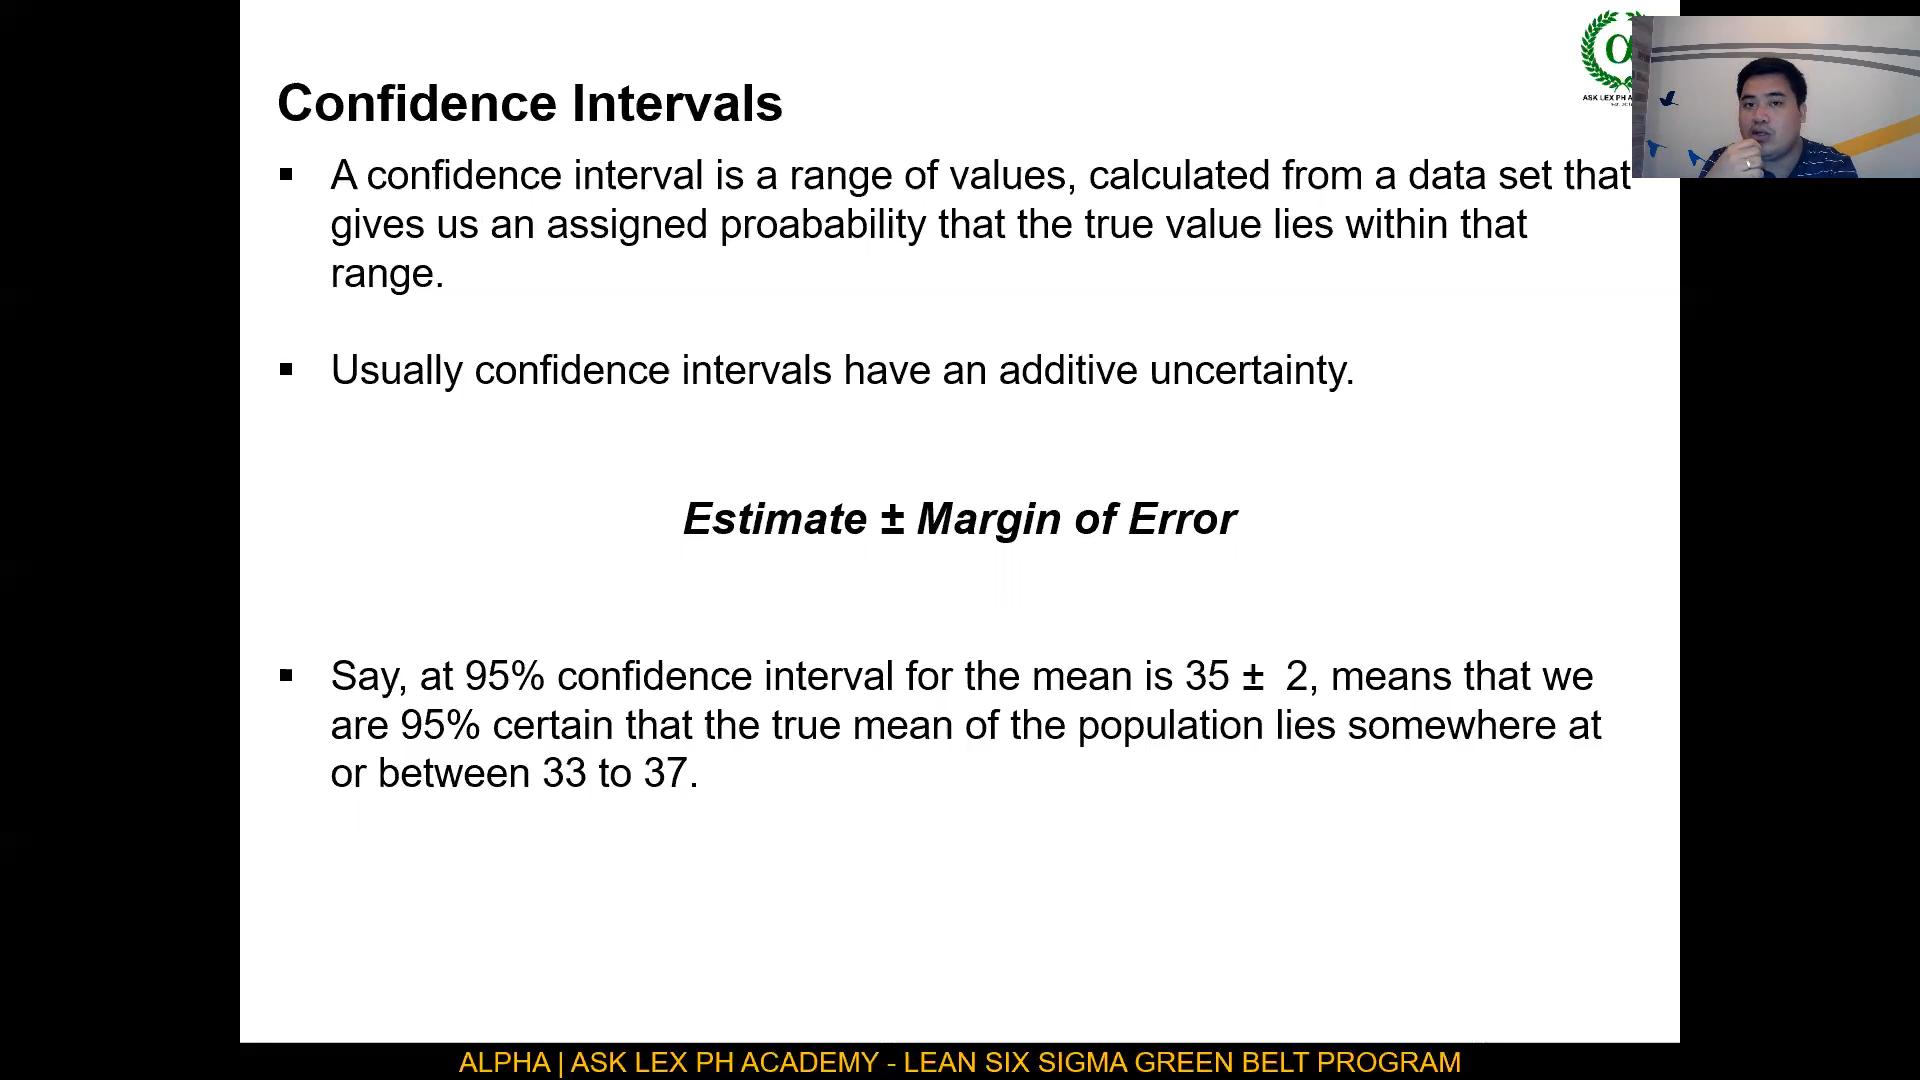 Confidence Intervals
▪ A confidence interval is a range of values, calculated from a data set that
gives us an assigned proabability that the true value lies within that
range.
▪ Usually confidence intervals have an additive uncertainty.
Estimate ± Margin of Error
▪ Say, at 95% confidence interval for the mean is 35 ± 2, means that we
are 95% certain that the true mean of the population lies somewhere at
or between 33 to 37.
ASK LEX PH
ALPHA | ASK LEX PH ACADEMY - LEAN SIX SIGMA GREEN BELT PROGRAM